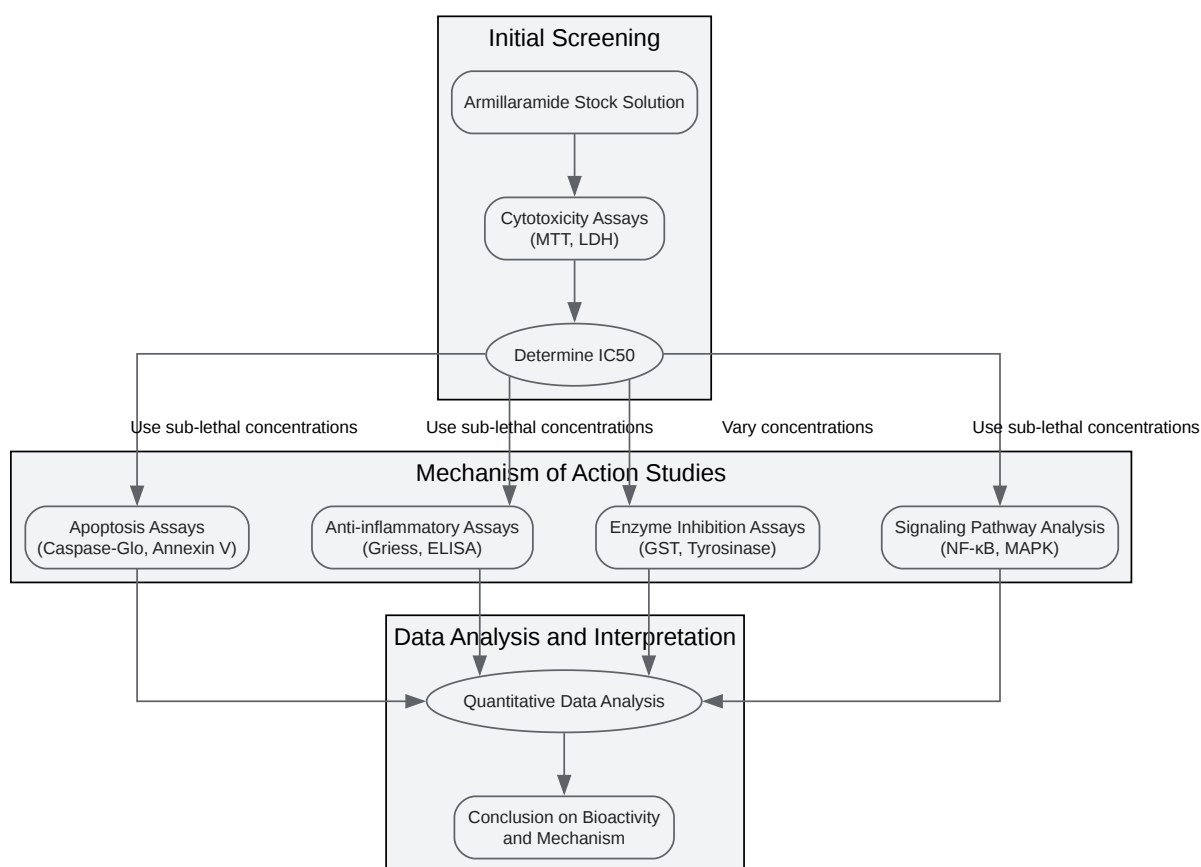 Initial Screening
Armillaramide Stock Solution
Cytotoxicity Assays
(MTT, LDH)
Determine IC50
Use sub-lethal concentrations
Use sub-lethal concentrations
Vary concentrations
Use sub-lethal concentrations
Mechanism of Action Studies
Apoptosis Assays
(Caspase-Glo, Annexin V)
Anti-inflammatory Assays
(Griess, ELISA)
Enzyme Inhibition Assays
(GST, Tyrosinase)
Signaling Pathway Analysis
(NF-κB, MAPK)
Data Analysis and Interpretation
Quantitative Data Analysis
Conclusion on Bioactivity
and Mechanism